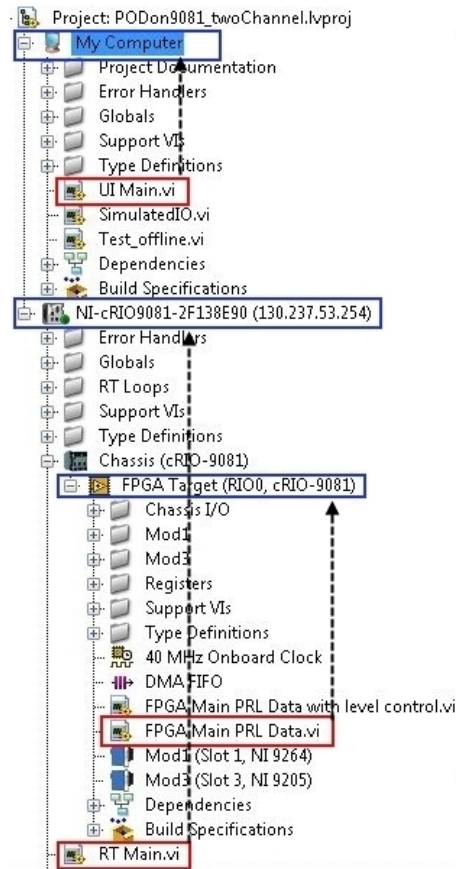 Project: PODon9081_twoChannel.lvproj
My Computer
Project Documentation
Error Handlers
Globals
Support VIs
Type Definitions
UI Main.vi
SimulatedIO.vi
Test_offline.vi
Dependencies
Build Specifications
NI-cRIO9081-2F138E90 (130.237.53.254)
Error Handlers
Globals
RT Loops
Support VIs
Type Definitions
Chassis (cRIO-9081)
FPGA Target (RIO0, cRIO-9081)
Chassis I/O
Mod1
Mod3
Registers
Support VIs
Type Definitions
40 MHz Onboard Clock
DMA FIFO
FPGA Main PRL Data with level control.vi
FPGA Main PRL Data.vi
Mod1 (Slot 1, NI 9264)
Mod3 (Slot 3, NI 9205)
Dependencies
Build Specifications
RT Main.vi